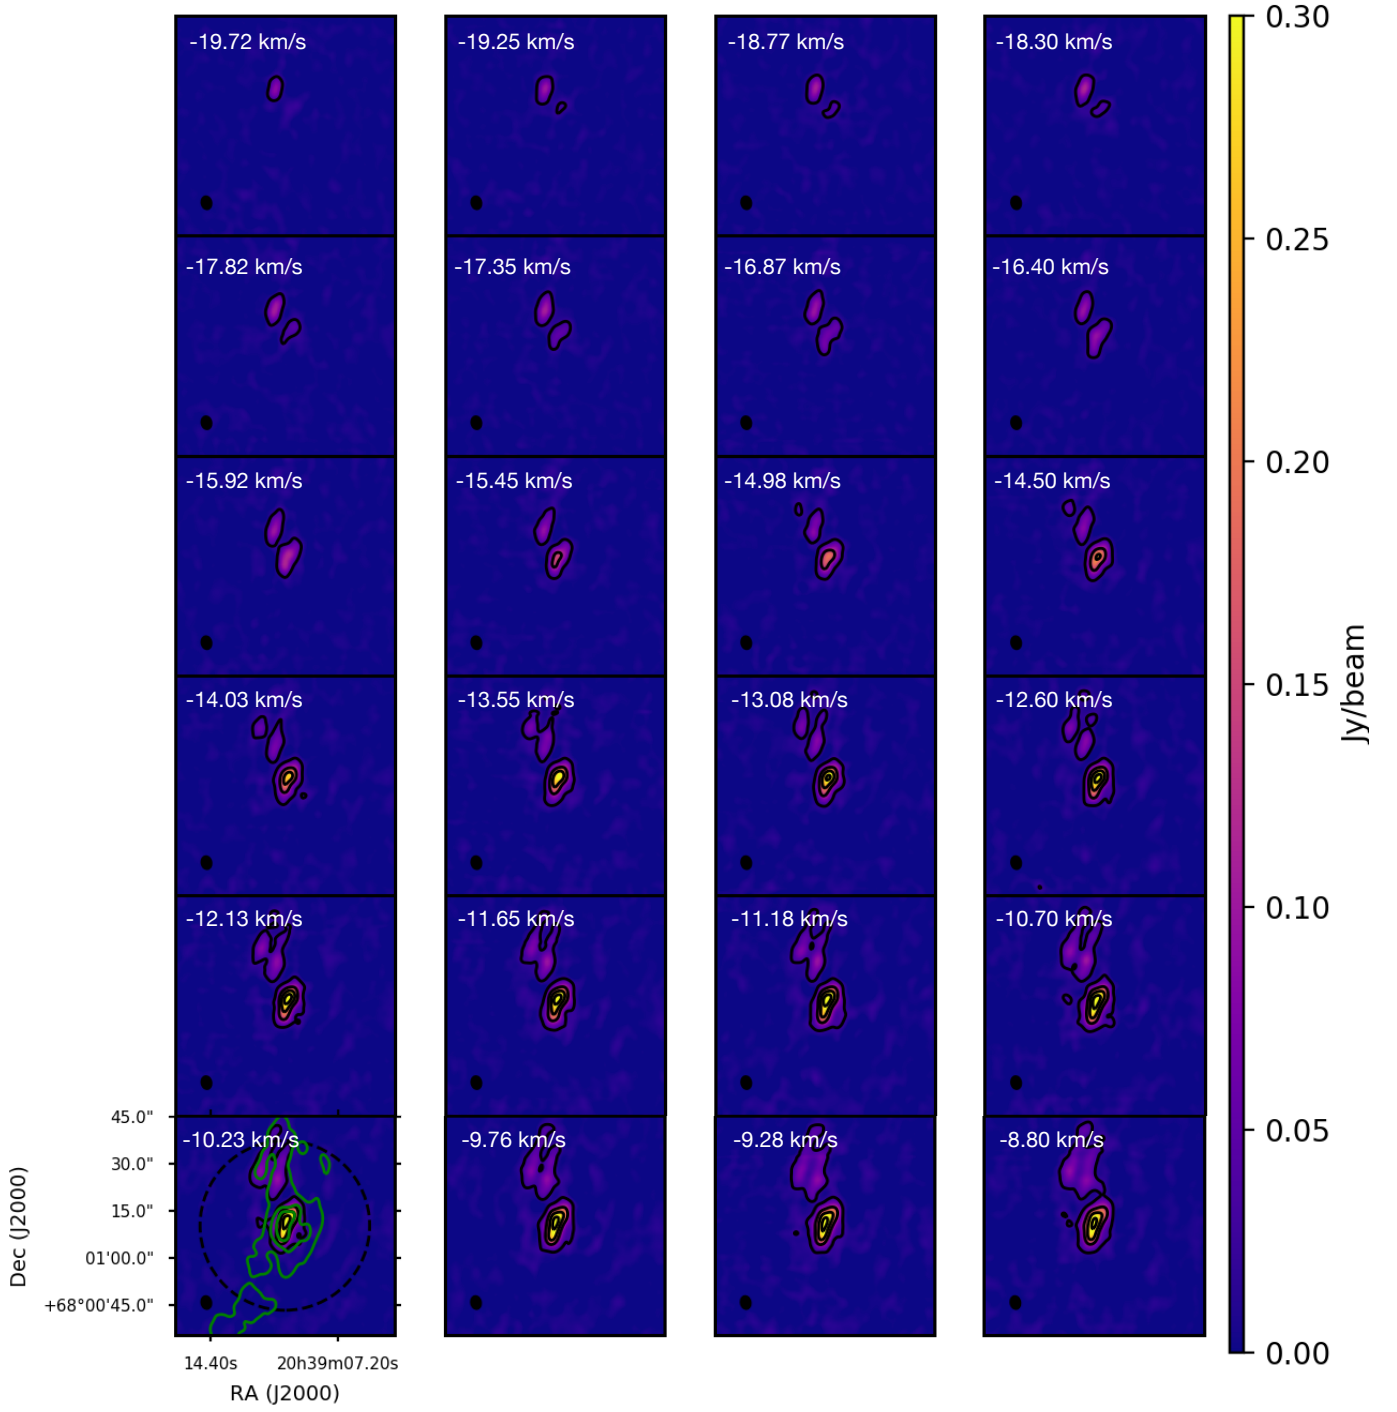 -19.72 km/s
-19.25 km/s
-18.77 km/s
-18.30 km/s
-17.82 km/s
-17.35 km/s
-16.87 km/s
-16.40 km/s
-15.92 km/s
-15.45 km/s
-14.98 km/s
-14.50 km/s
-14.03 km/s
-13.55 km/s
-13.08 km/s
-12.60 km/s
-12.13 km/s
-11.65 km/s
-11.18 km/s
-10.70 km/s
-10.23 km/s
-9.76 km/s
-9.28 km/s
-8.80 km/s
45.0"
30.0"
15.0"
01'00.0"
+68°00'45.0"
Dec (J2000)
14.40s
20h39m07.20s
RA (J2000)
0.30
0.25
0.20
0.15
0.10
0.05
0.00
Jy/beam